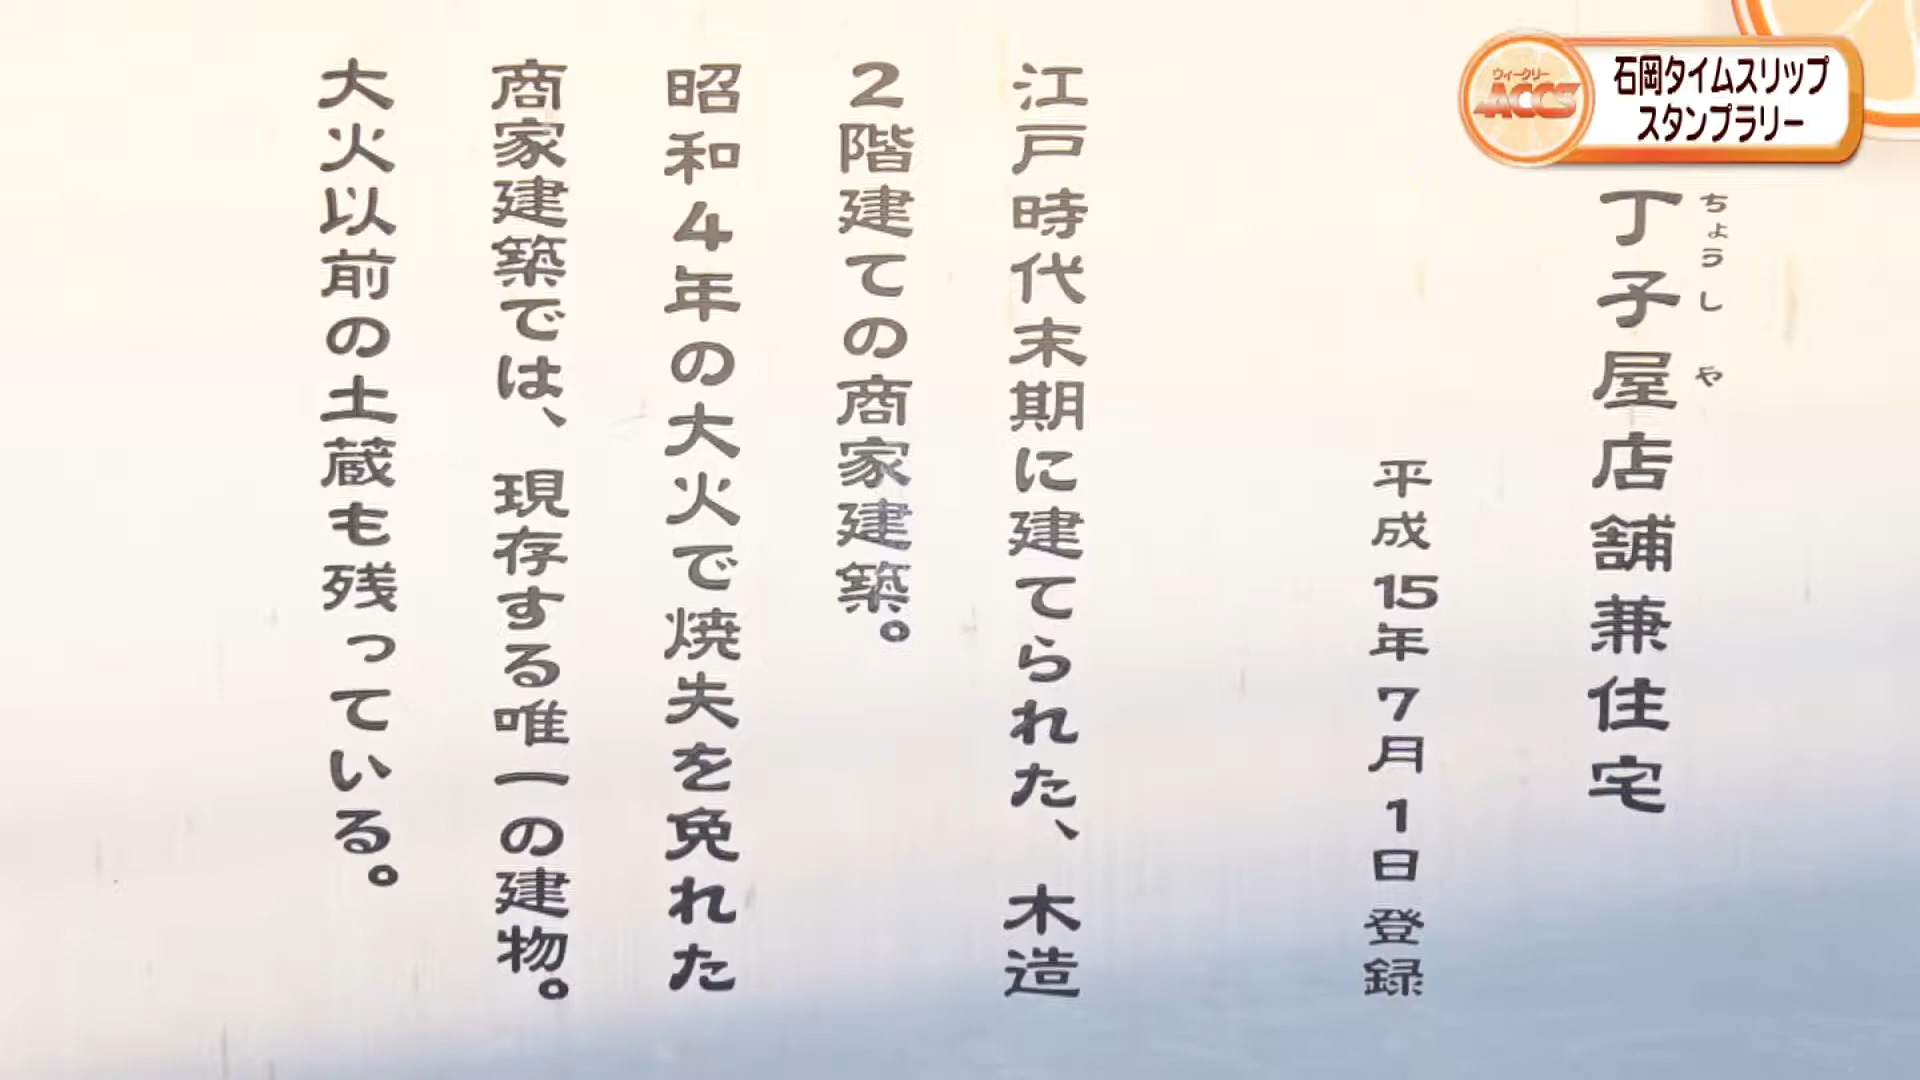 ウィークリー
ACCS
石岡タイムスリップ
スタンプラリー
ちょうし や
丁子屋店舗兼住宅
平成15年7月1日登録
江戸時代末期に建てられた、木造
2階建ての商家建築。
昭和4年の大火で焼失を免れた
商家建築では、現存する唯一の建物。
大火以前の土蔵も残っている。